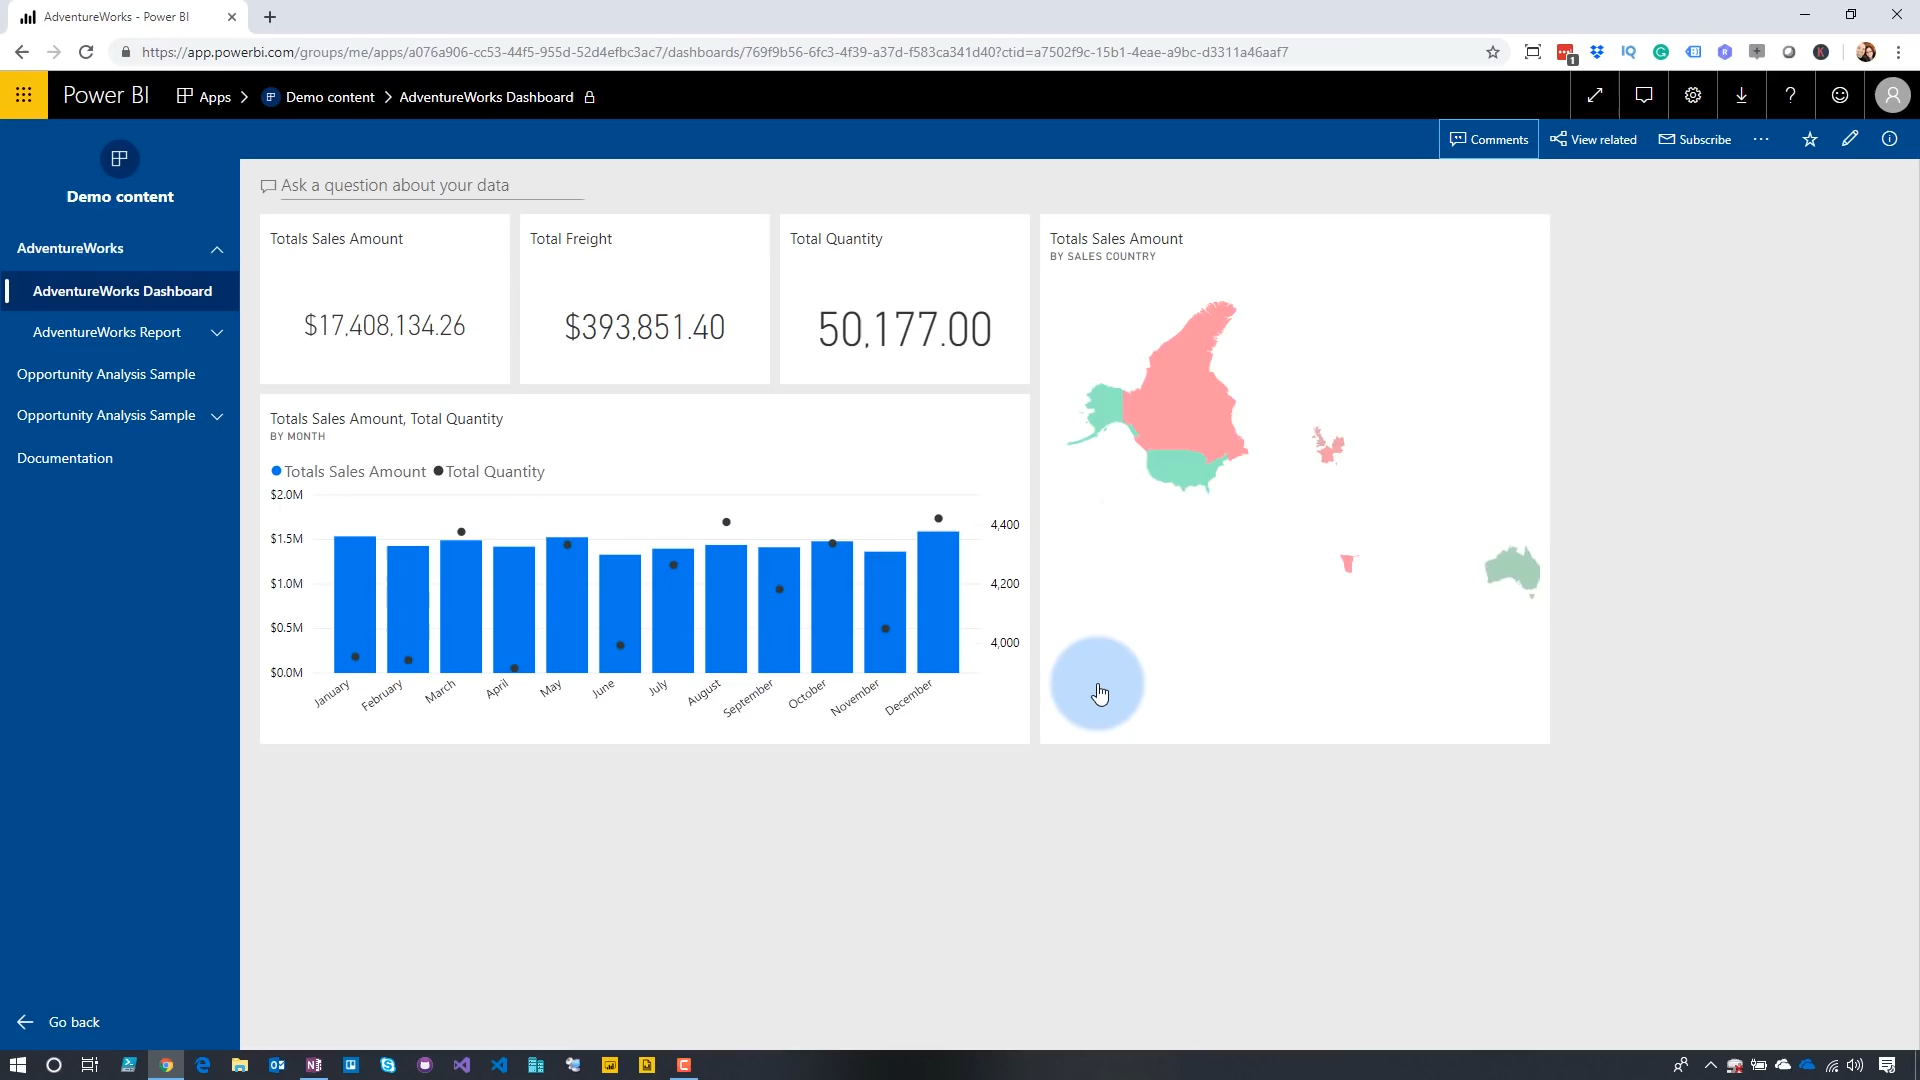 AdventureWorks - Power BI
https://app.powerbi.com/groups/me/apps/a076a906-cc53-44f5-955d-52d4efbc3ac7/dashboards/769f9b56-6fc3-4f39-a37d-f583ca341d40?ctid=a7502f9c-15b1-4eae-a9bc-d3311a46aaf7
Power BI Apps Demo content AdventureWorks Dashboard
Comments View related Subscribe
Demo content
AdventureWorks
AdventureWorks Dashboard
AdventureWorks Report
Opportunity Analysis Sample
Opportunity Analysis Sample
Documentation
Go back
Ask a question about your data
Totals Sales Amount
$17,408,134.26
Total Freight
$393,851.40
Total Quantity
50,177.00
Totals Sales Amount
BY SALES COUNTRY
Totals Sales Amount, Total Quantity
BY MONTH
Totals Sales Amount Total Quantity
$2.0M
$1.5M
$1.0M
$0.5M
$0.0M
4,400
4,200
4,000
January February March April May June July August September October November December